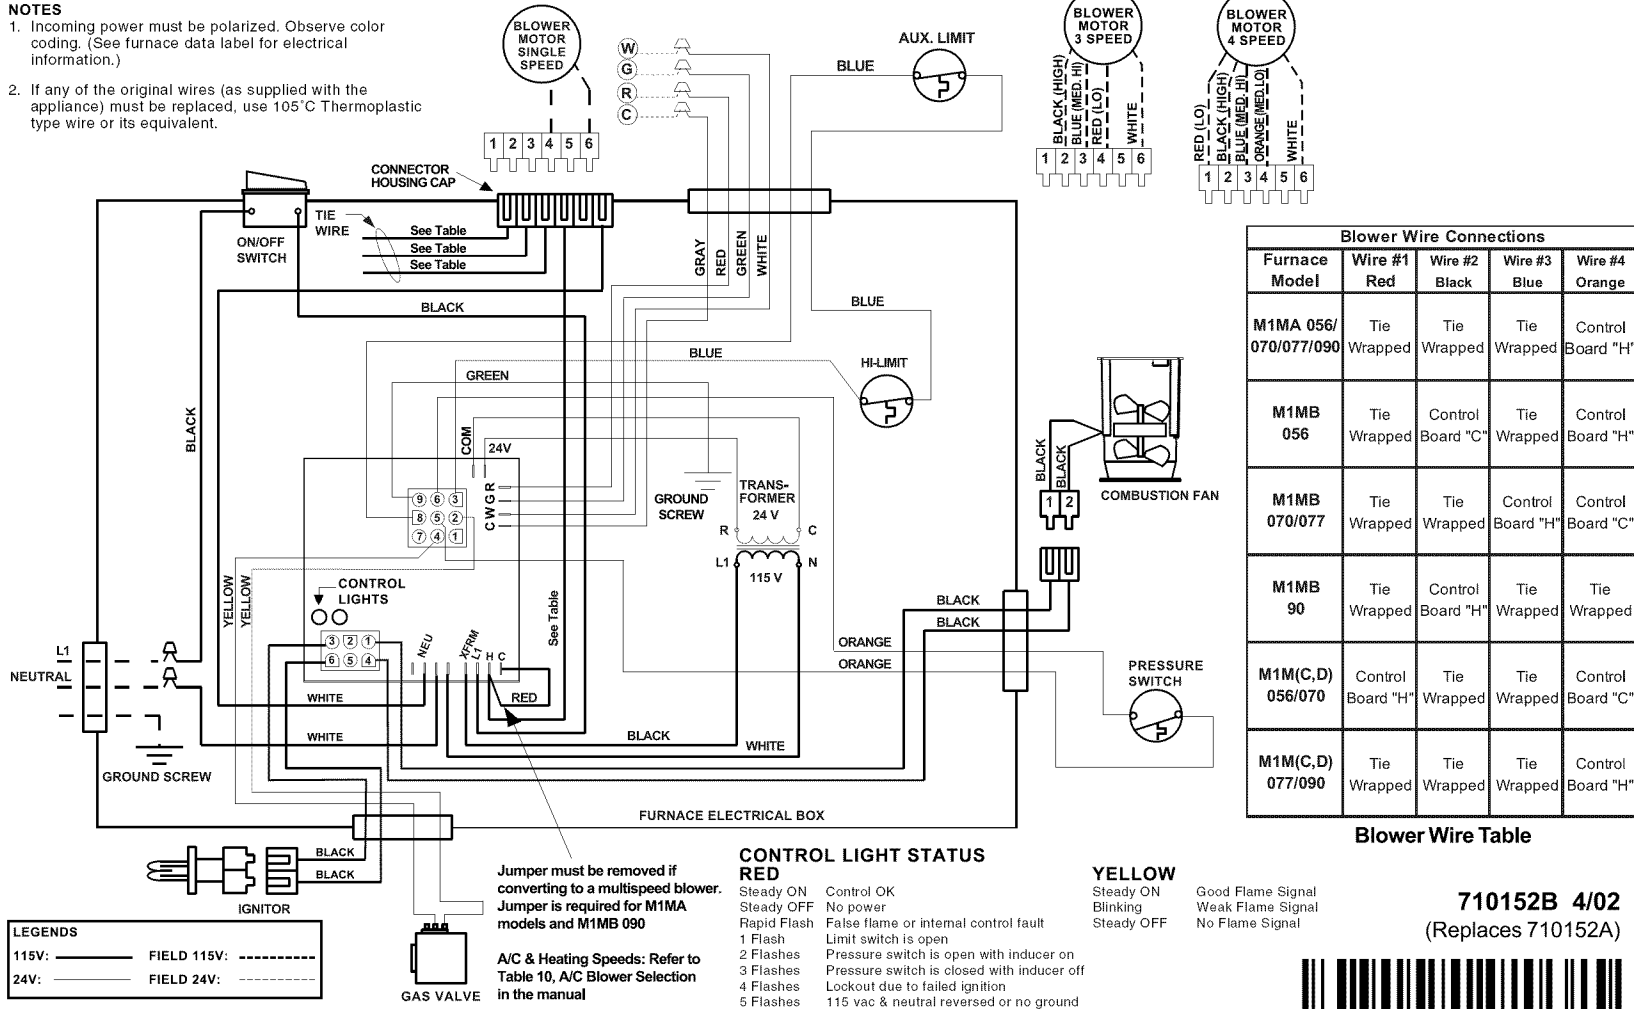 NOTES
1. Incoming power must be polarized. Observe color
coding. (See furnace data label for electrical
information.)
2. If any of the original wires (as supplied with the
appliance) must be replaced, use 105°C Thermoplastic
type wire or its equivalent.
BLOWER
MOTOR
SINGLE
SPEED
1 2 3 4 5 6
W
G
R
C
BLUE
AUX. LIMIT
BLOWER
MOTOR
3 SPEED
BLACK (HIGH)
BLUE (MED. HI)
RED (LO)
WHITE
1 2 3 4 5 6
BLOWER
MOTOR
4 SPEED
RED (LO)
BLACK (HIGH)
BLUE (MED. HI)
ORANGE (MED. LO)
WHITE
1 2 3 4 5 6
CONNECTOR
HOUSING CAP
ON/OFF
SWITCH
TIE
WIRE
See Table
See Table
See Table
GRAY
RED
GREEN
WHITE
BLACK
BLUE
BLUE
HI-LIMIT
GREEN
BLACK
COM
24V
9 6 3
8 5 2
7 4 1
C W G R
GROUND
SCREW
TRANS-
FORMER
24 V
R C
L1 N
115 V
BLACK
BLACK
1 2
COMBUSTION FAN
YELLOW
YELLOW
CONTROL
LIGHTS
3 2 1
6 5 4
NEU
XFRM
L1
H C
See Table
BLACK
BLACK
ORANGE
ORANGE
PRESSURE
SWITCH
L1
NEUTRAL
GROUND SCREW
WHITE
RED
WHITE
BLACK
WHITE
FURNACE ELECTRICAL BOX
BLACK
BLACK
IGNITOR
GAS VALVE
LEGENDS
115V: FIELD 115V:
24V: FIELD 24V:
Jumper must be removed if
converting to a multispeed blower.
Jumper is required for M1MA
models and M1MB 090
A/C & Heating Speeds: Refer to
Table 10, A/C Blower Selection
in the manual
CONTROL LIGHT STATUS
RED
Steady ON Control OK
Steady OFF No power
Rapid Flash False flame or internal control fault
1 Flash Limit switch is open
2 Flashes Pressure switch is open with inducer on
3 Flashes Pressure switch is closed with inducer off
4 Flashes Lockout due to failed ignition
5 Flashes 115 vac & neutral reversed or no ground
YELLOW
Steady ON Good Flame Signal
Blinking Weak Flame Signal
Steady OFF No Flame Signal
Blower Wire Connections
Furnace Wire #1 Wire #2 Wire #3 Wire #4
Model Red Black Blue Orange
M1MA 056/ Tie Tie Tie Control
070/077/090 Wrapped Wrapped Wrapped Board "H"
M1MB Tie Control Tie Control
056 Wrapped Board "C" Wrapped Board "H"
M1MB Tie Tie Control Control
070/077 Wrapped Wrapped Board "H" Board "C"
M1MB Tie Control Tie Tie
90 Wrapped Board "H" Wrapped Wrapped
M1M(C,D) Control Tie Tie Control
056/070 Board "H" Wrapped Wrapped Board "C"
M1M(C,D) Tie Tie Tie Control
077/090 Wrapped Wrapped Wrapped Board "H"
Blower Wire Table
710152B 4/02
(Replaces 710152A)